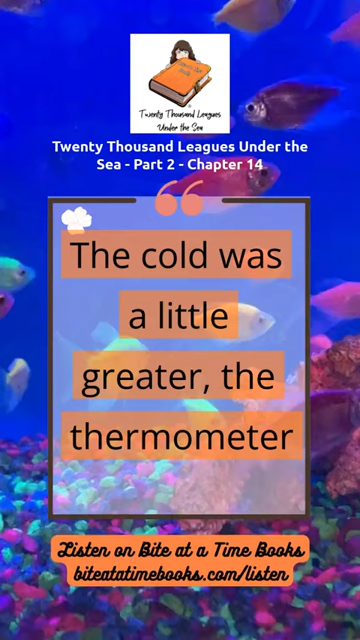 Twenty Thousand Leagues
Under the Sea
Twenty Thousand Leagues Under the
Sea - Part 2 - Chapter 14
The cold was
a little
greater, the
thermometer
Listen on Bite at a Time Books
biteatatimebooks.com/listen